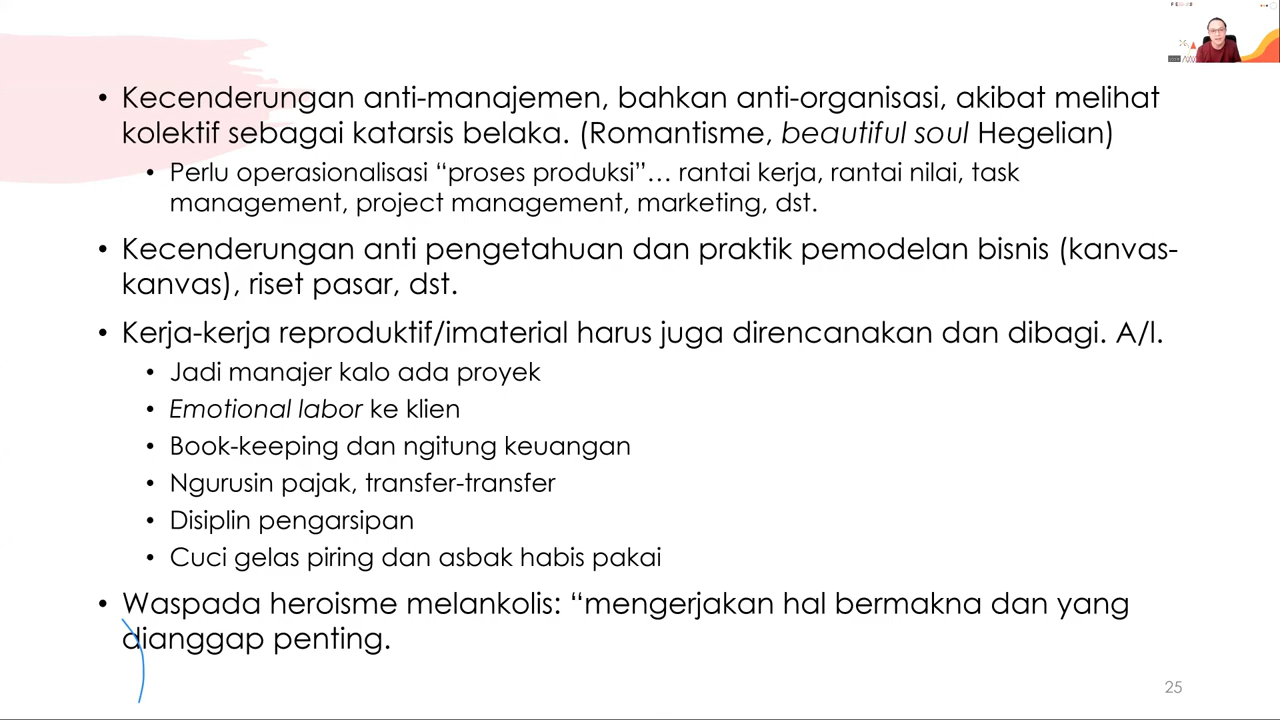 • Kecenderungan anti-manajemen, bahkan anti-organisasi, akibat melihat
kolektif sebagai katarsis belaka. (Romantisme, beautiful soul Hegelian)
• Perlu operasionalisasi “proses produksi”… rantai kerja, rantai nilai, task
management, project management, marketing, dst.
• Kecenderungan anti pengetahuan dan praktik pemodelan bisnis (kanvas-
kanvas), riset pasar, dst.
• Kerja-kerja reproduktif/imaterial harus juga direncanakan dan dibagi. A/l.
• Jadi manajer kalo ada proyek
• Emotional labor ke klien
• Book-keeping dan ngitung keuangan
• Ngurusin pajak, transfer-transfer
• Disiplin pengarsipan
• Cuci gelas piring dan asbak habis pakai
• Waspada heroisme melankolis: “mengerjakan hal bermakna dan yang
dianggap penting.
25